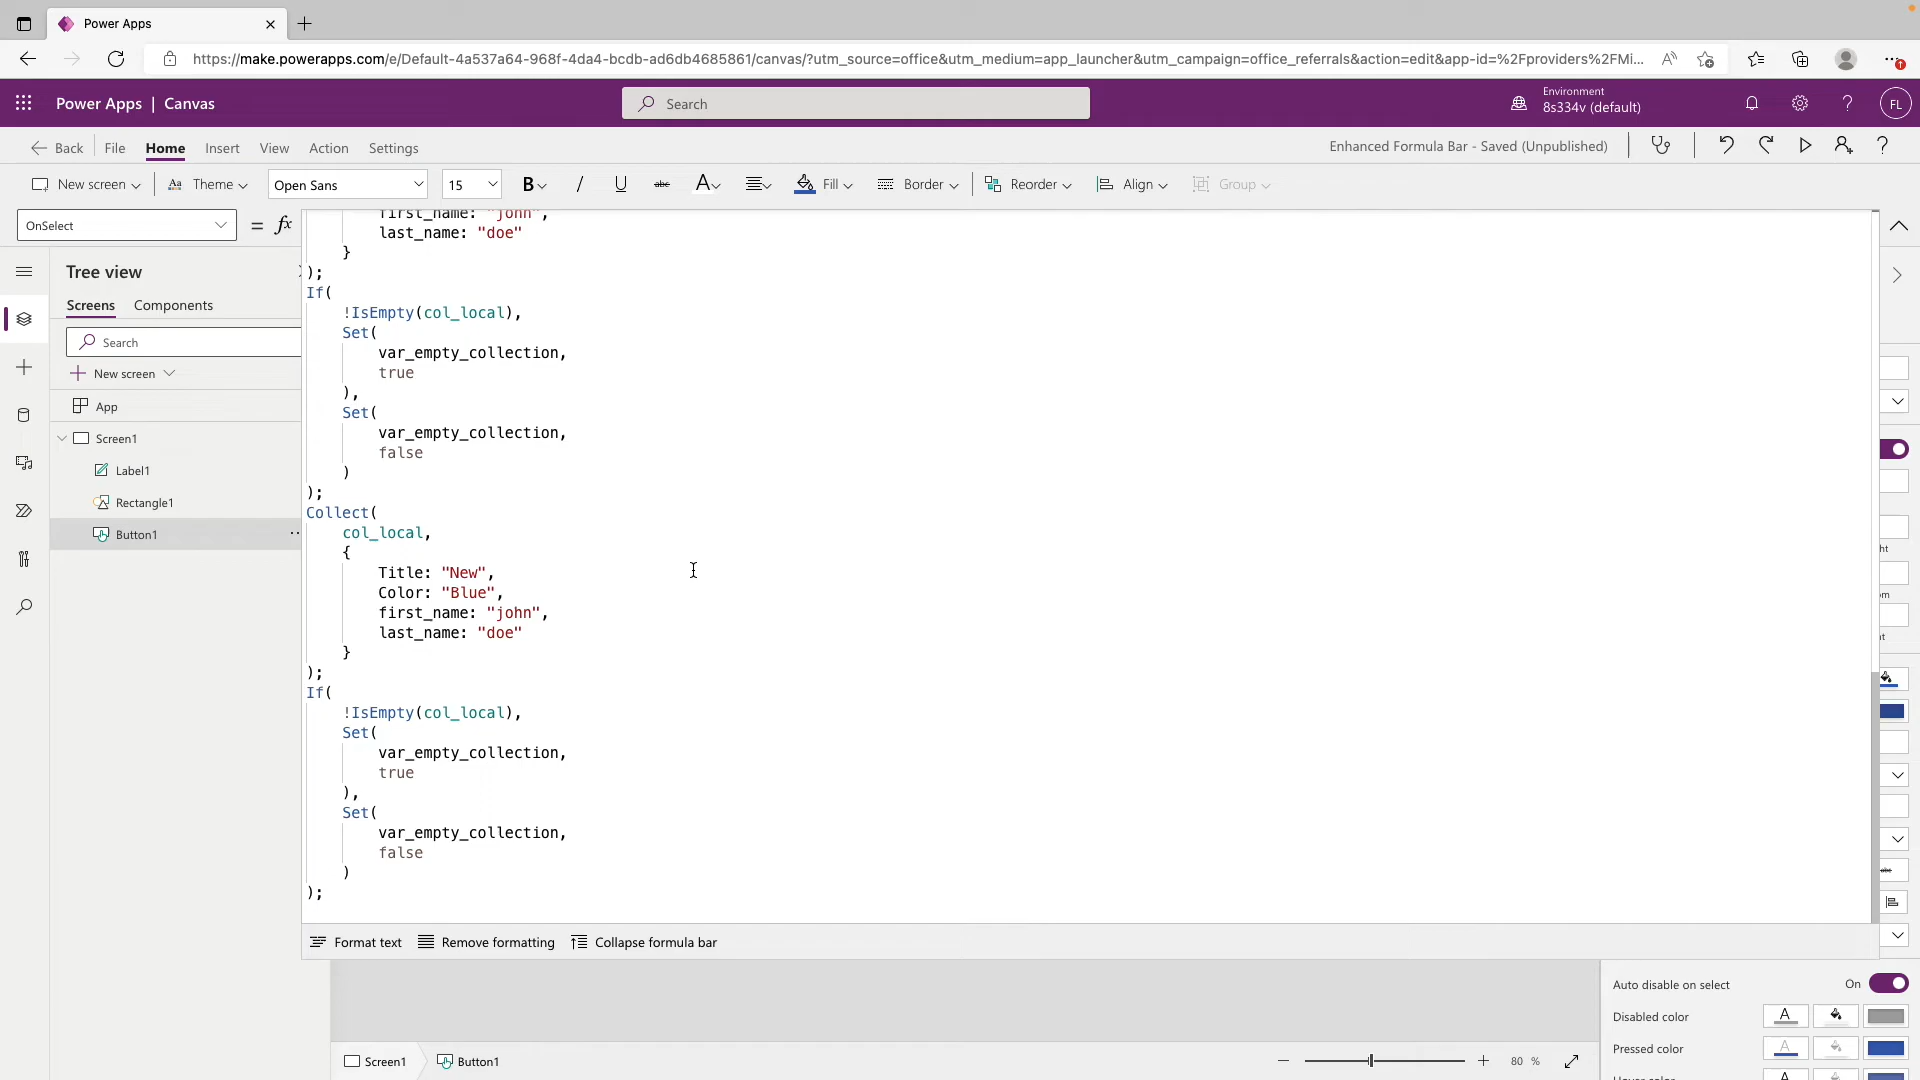 Power Apps
https://make.powerapps.com/e/Default-4a537a64-968f-4da4-bcdb-ad6db4685861/canvas/?utm_source=office&utm_medium=app_launcher&utm_campaign=office_referrals&action=edit&app-id=%2Fproviders%2FMi...
Power Apps | Canvas
Search
Environment
8s334v (default)
FL
Back
File
Home
Insert
View
Action
Settings
Enhanced Formula Bar - Saved (Unpublished)
New screen
Theme
Open Sans
15
B
/
U
abc
A
Fill
Border
Reorder
Align
Group
OnSelect
= fx
first_name: "john",
last_name: "doe"
}
);
If(
!IsEmpty(col_local),
Set(
var_empty_collection,
true
),
Set(
var_empty_collection,
false
)
);
Collect(
col_local,
{
Title: "New",
Color: "Blue",
first_name: "john",
last_name: "doe"
}
);
If(
!IsEmpty(col_local),
Set(
var_empty_collection,
true
),
Set(
var_empty_collection,
false
)
);
Tree view
Screens
Components
Search
New screen
App
Screen1
Label1
Rectangle1
Button1
Format text
Remove formatting
Collapse formula bar
ht
om
Auto disable on select
On
Disabled color
A
Pressed color
A
Screen1
Button1
80 %